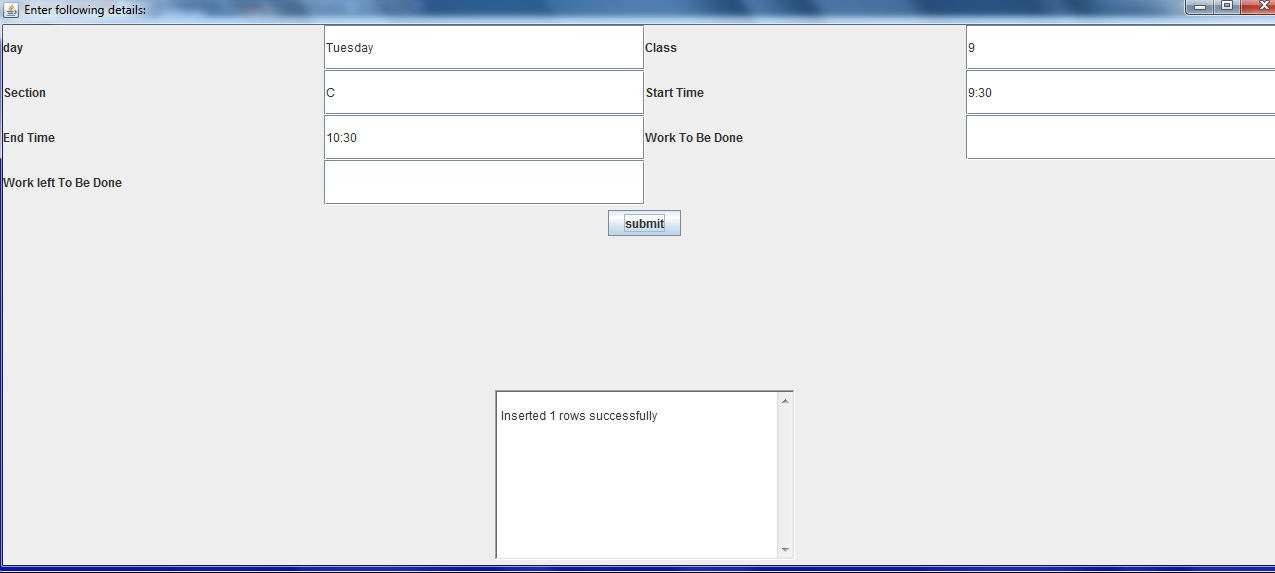 Enter following details:
day Tuesday Class 9
Section C Start Time 9:30
End Time 10:30 Work To Be Done
Work left To Be Done
submit
Inserted 1 rows successfully